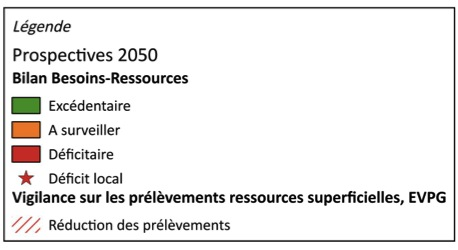 Légende
Prospectives 2050
Bilan Besoins-Ressources
Excédentaire
A surveiller
Déficitaire
Déficit local
Vigilance sur les prélèvements ressources superficielles, EVPG
Réduction des prélèvements